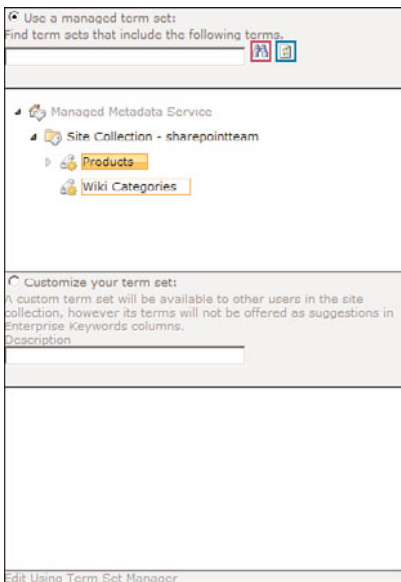 Use a managed term set:
Find term sets that include the following terms.
Managed Metadata Service
Site Collection - sharepointteam
Products
Wiki Categories
Customize your term set:
A custom term set will be available to other users in the site
collection, however its terms will not be offered as suggestions in
Enterprise Keywords columns.
Description
Edit Using Term Set Manager